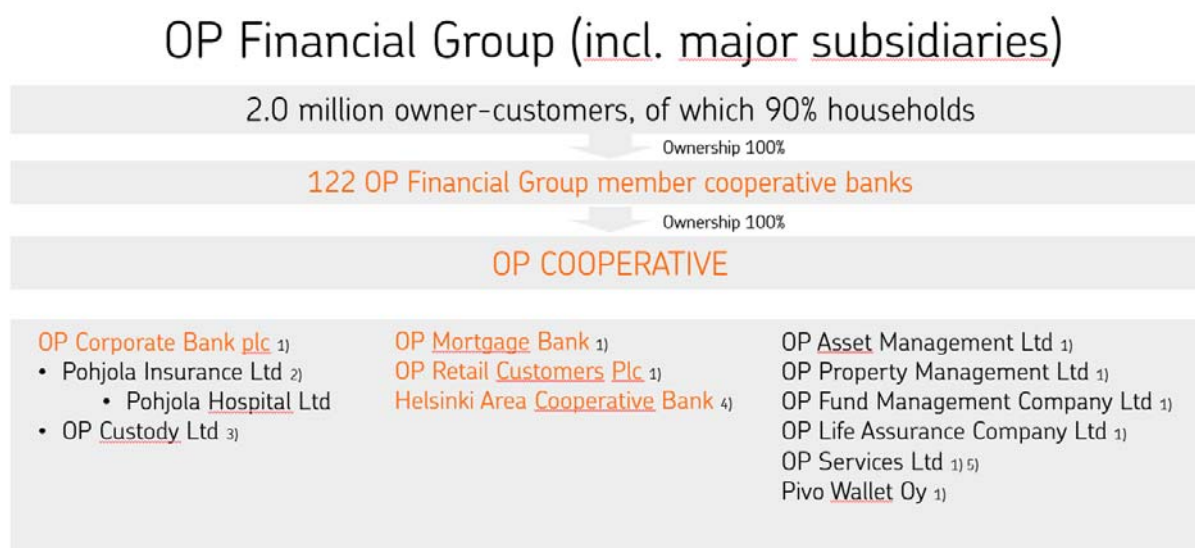 OP Financial Group (incl. major subsidiaries)
2.0 million owner-customers, of which 90% households
Ownership 100%
122 OP Financial Group member cooperative banks
Ownership 100%
OP COOPERATIVE
OP Corporate Bank plc 1)
• Pohjola Insurance Ltd 2)
• Pohjola Hospital Ltd
• OP Custody Ltd 3)
OP Mortgage Bank 1)
OP Retail Customers Plc 1)
Helsinki Area Cooperative Bank 4)
OP Asset Management Ltd 1)
OP Property Management Ltd 1)
OP Fund Management Company Ltd 1)
OP Life Assurance Company Ltd 1)
OP Services Ltd 1) 5)
Pivo Wallet Oy 1)